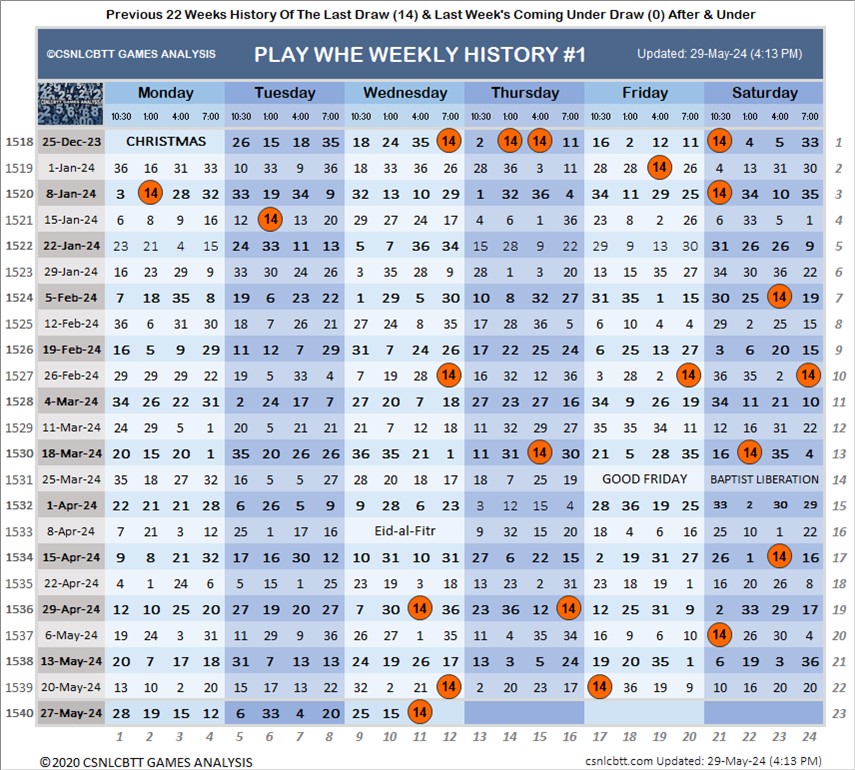 Previous 22 Weeks History Of The Last Draw (14) & Last Week's Coming Under Draw (0) After & Under
©CSNLCBTT GAMES ANALYSIS PLAY WHE WEEKLY HISTORY #1 Updated: 29-May-24 (4:13 PM)
CSNLCBTT GAMES ANALYSIS
Monday Tuesday Wednesday Thursday Friday Saturday
10:30 1:00 4:00 7:00 10:30 1:00 4:00 7:00 10:30 1:00 4:00 7:00 10:30 1:00 4:00 7:00 10:30 1:00 4:00 7:00 10:30 1:00 4:00 7:00
1518 25-Dec-23 CHRISTMAS 26 15 18 35 18 24 35 14 2 14 14 11 16 2 12 11 14 4 5 33 1
1519 1-Jan-24 36 16 31 33 10 33 9 36 18 33 36 26 28 36 3 11 28 28 14 26 4 13 31 30 2
1520 8-Jan-24 3 14 28 32 33 19 34 9 32 13 10 29 1 32 36 4 34 11 29 25 14 34 10 35 3
1521 15-Jan-24 6 8 9 16 12 14 13 20 29 27 24 17 4 6 1 36 23 8 2 26 6 33 5 1 4
1522 22-Jan-24 23 21 4 15 24 33 11 13 5 7 36 34 15 28 9 22 29 9 13 30 31 26 26 9 5
1523 29-Jan-24 16 23 29 9 33 30 24 26 3 35 28 9 28 1 3 20 13 15 35 27 34 30 36 22 6
1524 5-Feb-24 7 18 35 8 19 6 23 22 1 29 5 30 10 8 32 27 31 35 1 15 30 25 14 19 7
1525 12-Feb-24 36 6 31 30 18 7 26 21 27 24 8 35 17 28 36 5 6 10 4 4 29 2 25 15 8
1526 19-Feb-24 16 5 9 29 11 12 7 29 31 7 24 26 17 22 25 24 6 25 13 27 3 6 20 15 9
1527 26-Feb-24 29 29 29 22 19 5 33 4 7 19 28 14 16 32 12 36 3 28 2 14 36 35 2 14 10
1528 4-Mar-24 34 26 22 31 2 24 17 7 27 20 7 18 27 23 17 27 34 9 26 19 34 11 21 10 11
1529 11-Mar-24 24 29 5 1 20 5 21 21 21 7 12 18 11 32 29 27 35 35 34 11 12 16 31 22 12
1530 18-Mar-24 20 15 20 1 35 20 26 26 36 35 21 1 11 31 14 30 21 5 28 35 16 14 35 4 13
1531 25-Mar-24 35 18 27 32 16 5 5 27 28 20 18 17 18 7 25 19 GOOD FRIDAY BAPTIST LIBERATION 14
1532 1-Apr-24 22 21 21 28 6 26 5 9 9 28 6 23 3 12 15 4 28 36 19 25 33 2 30 29 15
1533 8-Apr-24 7 21 3 12 25 1 17 16 Eid-al-Fitr 9 32 15 20 18 4 6 16 25 10 1 22 16
1534 15-Apr-24 9 8 21 32 17 16 30 12 10 31 10 31 27 6 22 15 2 19 31 27 26 1 14 16 17
1535 22-Apr-24 4 1 24 6 5 15 1 25 23 19 3 18 13 23 2 31 23 18 19 1 16 20 26 8 18
1536 29-Apr-24 12 10 25 20 27 19 20 27 7 30 14 36 23 36 12 14 12 25 31 9 2 33 29 17 19
1537 6-May-24 19 24 3 31 11 29 9 36 26 27 1 35 11 4 35 34 16 9 6 10 14 26 30 4 20
1538 13-May-24 20 7 17 18 31 7 13 13 24 19 26 17 13 3 5 24 19 20 35 1 6 19 3 36 21
1539 20-May-24 13 10 2 20 15 17 13 22 32 2 21 14 2 20 23 17 14 36 19 9 10 16 20 20 22
1540 27-May-24 28 19 15 12 6 33 4 20 25 15 14 23
1 2 3 4 5 6 7 8 9 10 11 12 13 14 15 16 17 18 19 20 21 22 23 24
©2020 CSNLCBTT GAMES ANALYSIS csnlcbtt.com Updated: 29-May-24 (4:13 PM)